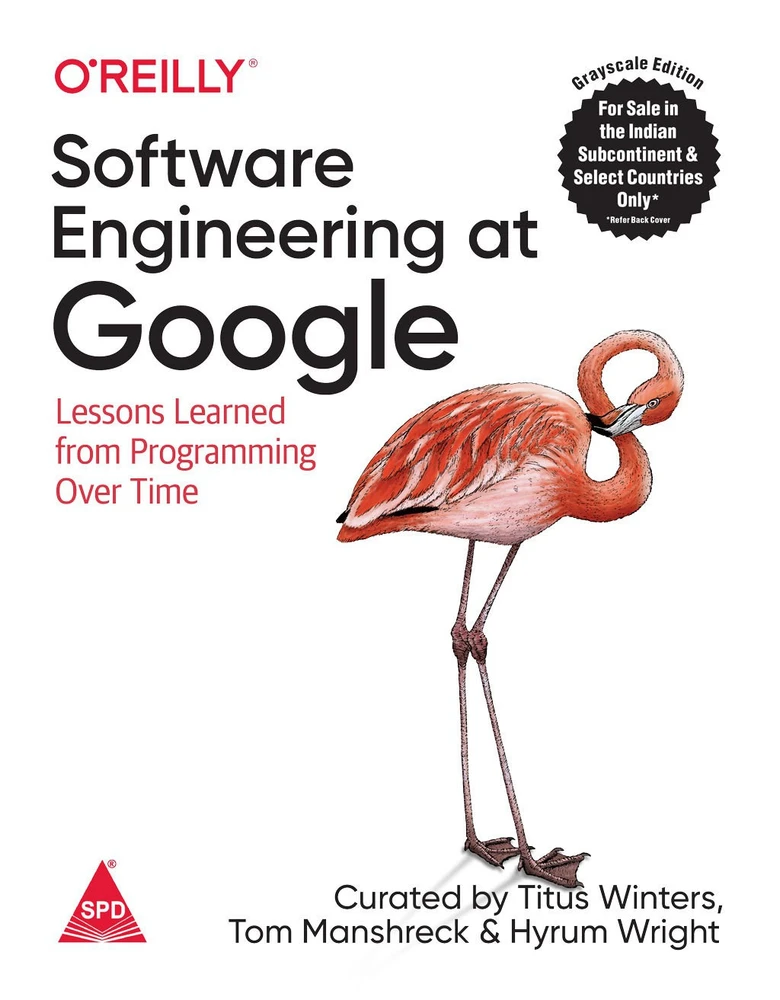 O'REILLY®
Grayscale Edition
For Sale in
the Indian
Subcontinent &
Select Countries
Only*
*Refer Back Cover
Software
Engineering at
Google
Lessons Learned
from Programming
Over Time
®
SPD
Curated by Titus Winters,
Tom Manshreck & Hyrum Wright